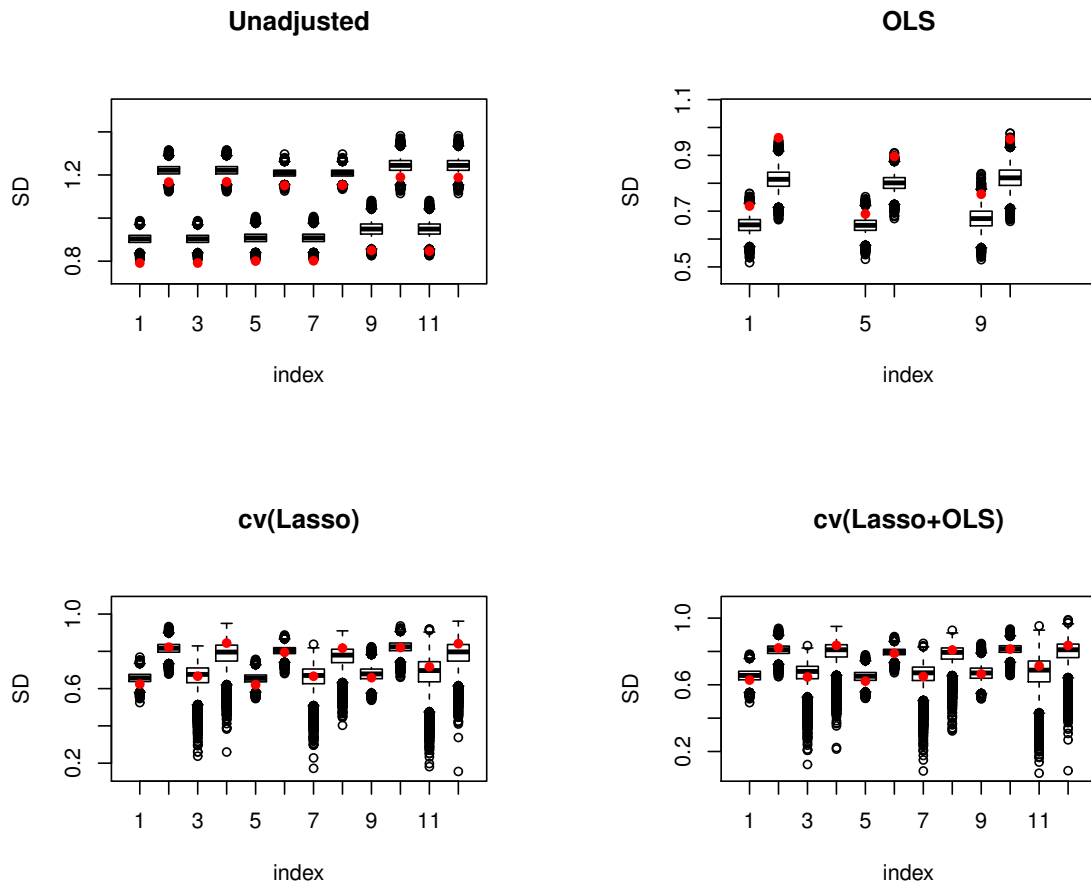 Unadjusted
SD
0.8
1.2
1 3 5 7 9 11
index
OLS
SD
0.5
0.7
0.9
1.1
1 5 9
index
cv(Lasso)
SD
0.2
0.6
1.0
1 3 5 7 9 11
index
cv(Lasso+OLS)
SD
0.2
0.6
1.0
1 3 5 7 9 11
index